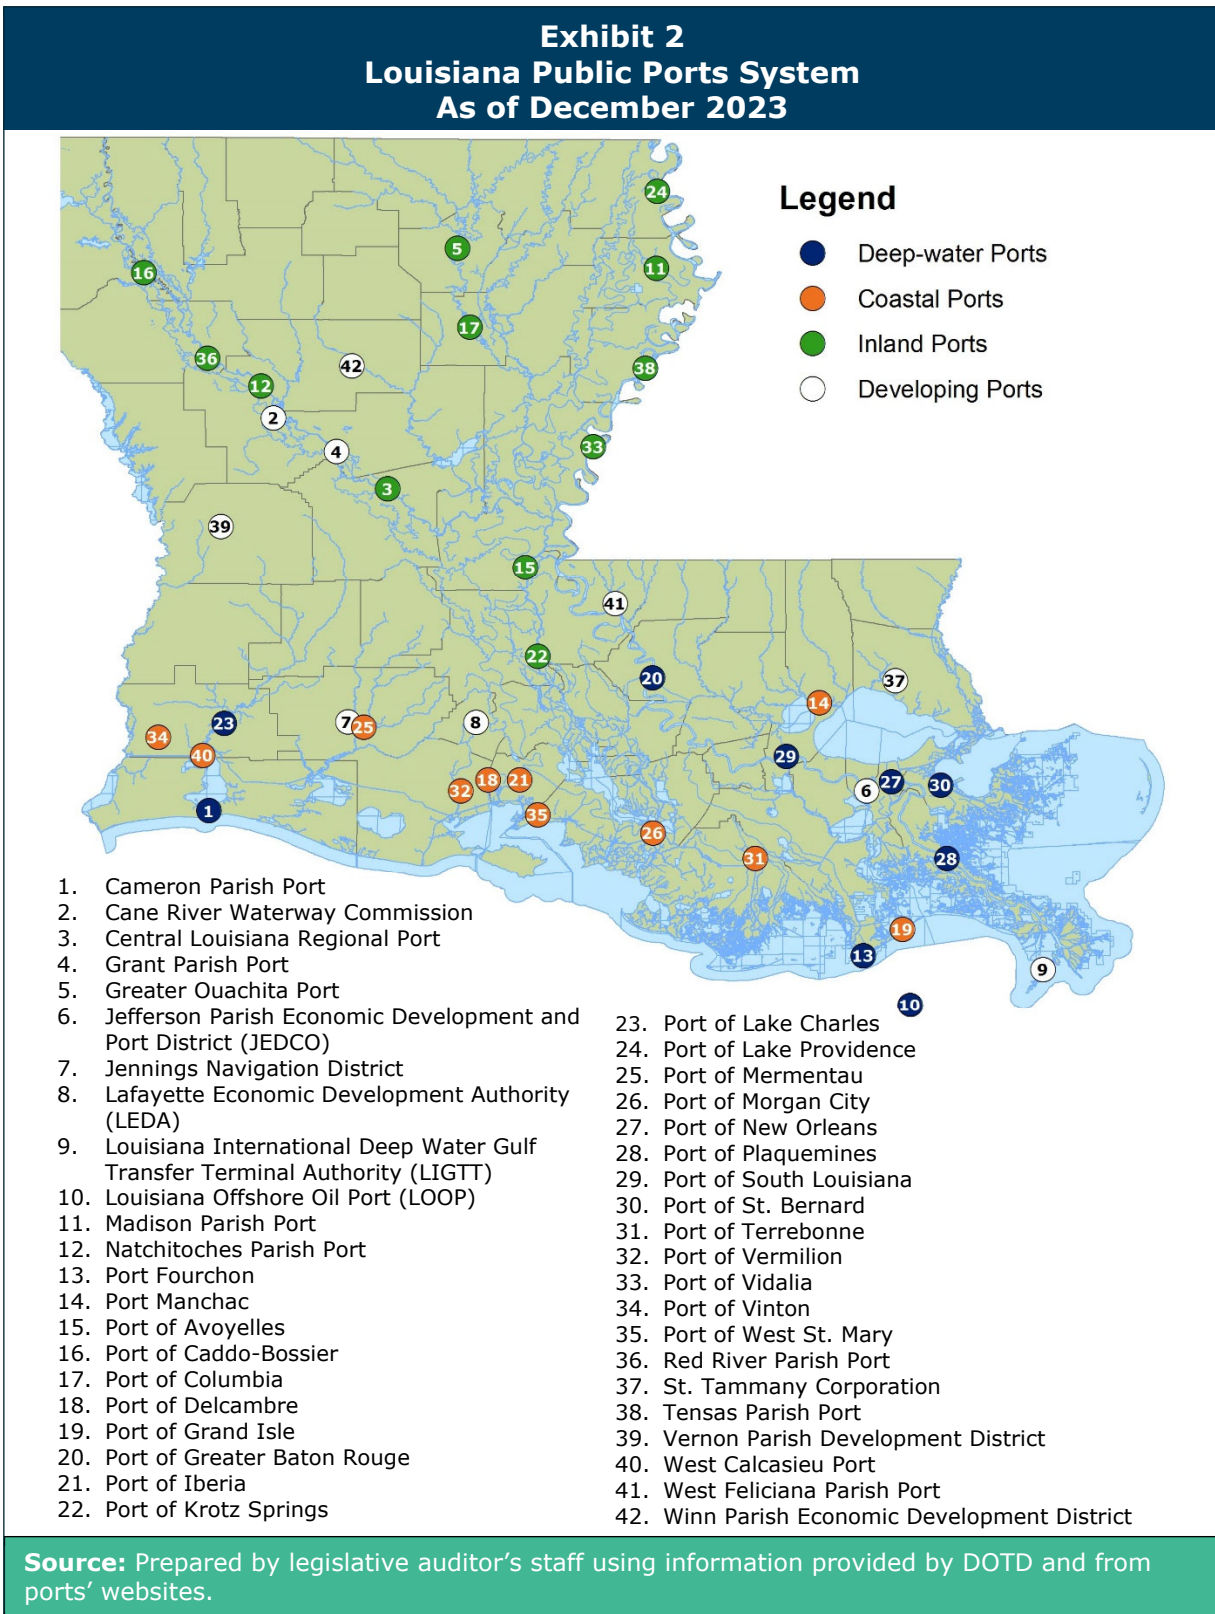 Exhibit 2
Louisiana Public Ports System
As of December 2023
Legend
Deep-water Ports
Coastal Ports
Inland Ports
Developing Ports
24
5
11
16
17
36
42
38
12
2
4
33
3
39
15
41
22
20
37
14
23
7
25
8
34
40
29
18
21
32
6
27
30
1
35
26
31
28
19
13
9
10
1. Cameron Parish Port
2. Cane River Waterway Commission
3. Central Louisiana Regional Port
4. Grant Parish Port
5. Greater Ouachita Port
6. Jefferson Parish Economic Development and
Port District (JEDCO)
7. Jennings Navigation District
8. Lafayette Economic Development Authority
(LEDA)
9. Louisiana International Deep Water Gulf
Transfer Terminal Authority (LIGTT)
10. Louisiana Offshore Oil Port (LOOP)
11. Madison Parish Port
12. Natchitoches Parish Port
13. Port Fourchon
14. Port Manchac
15. Port of Avoyelles
16. Port of Caddo-Bossier
17. Port of Columbia
18. Port of Delcambre
19. Port of Grand Isle
20. Port of Greater Baton Rouge
21. Port of Iberia
22. Port of Krotz Springs
23. Port of Lake Charles
24. Port of Lake Providence
25. Port of Mermentau
26. Port of Morgan City
27. Port of New Orleans
28. Port of Plaquemines
29. Port of South Louisiana
30. Port of St. Bernard
31. Port of Terrebonne
32. Port of Vermilion
33. Port of Vidalia
34. Port of Vinton
35. Port of West St. Mary
36. Red River Parish Port
37. St. Tammany Corporation
38. Tensas Parish Port
39. Vernon Parish Development District
40. West Calcasieu Port
41. West Feliciana Parish Port
42. Winn Parish Economic Development District
Source: Prepared by legislative auditor's staff using information provided by DOTD and from
ports' websites.